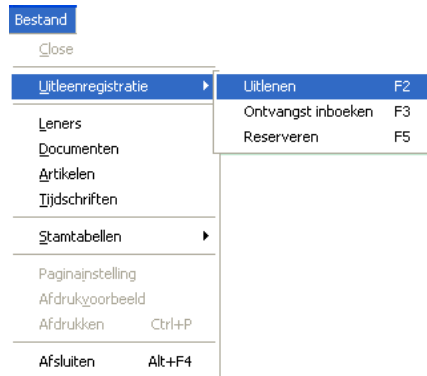 Bestand
Close
Uitleenregistratie
Uitlenen F2
Ontvangst inboeken F3
Reserveren F5
Leners
Documenten
Artikelen
Tijdschriften
Stamtabellen
Paginainstelling
Afdrukvoorbeeld
Afdrukken Ctrl+P
Afsluiten Alt+F4